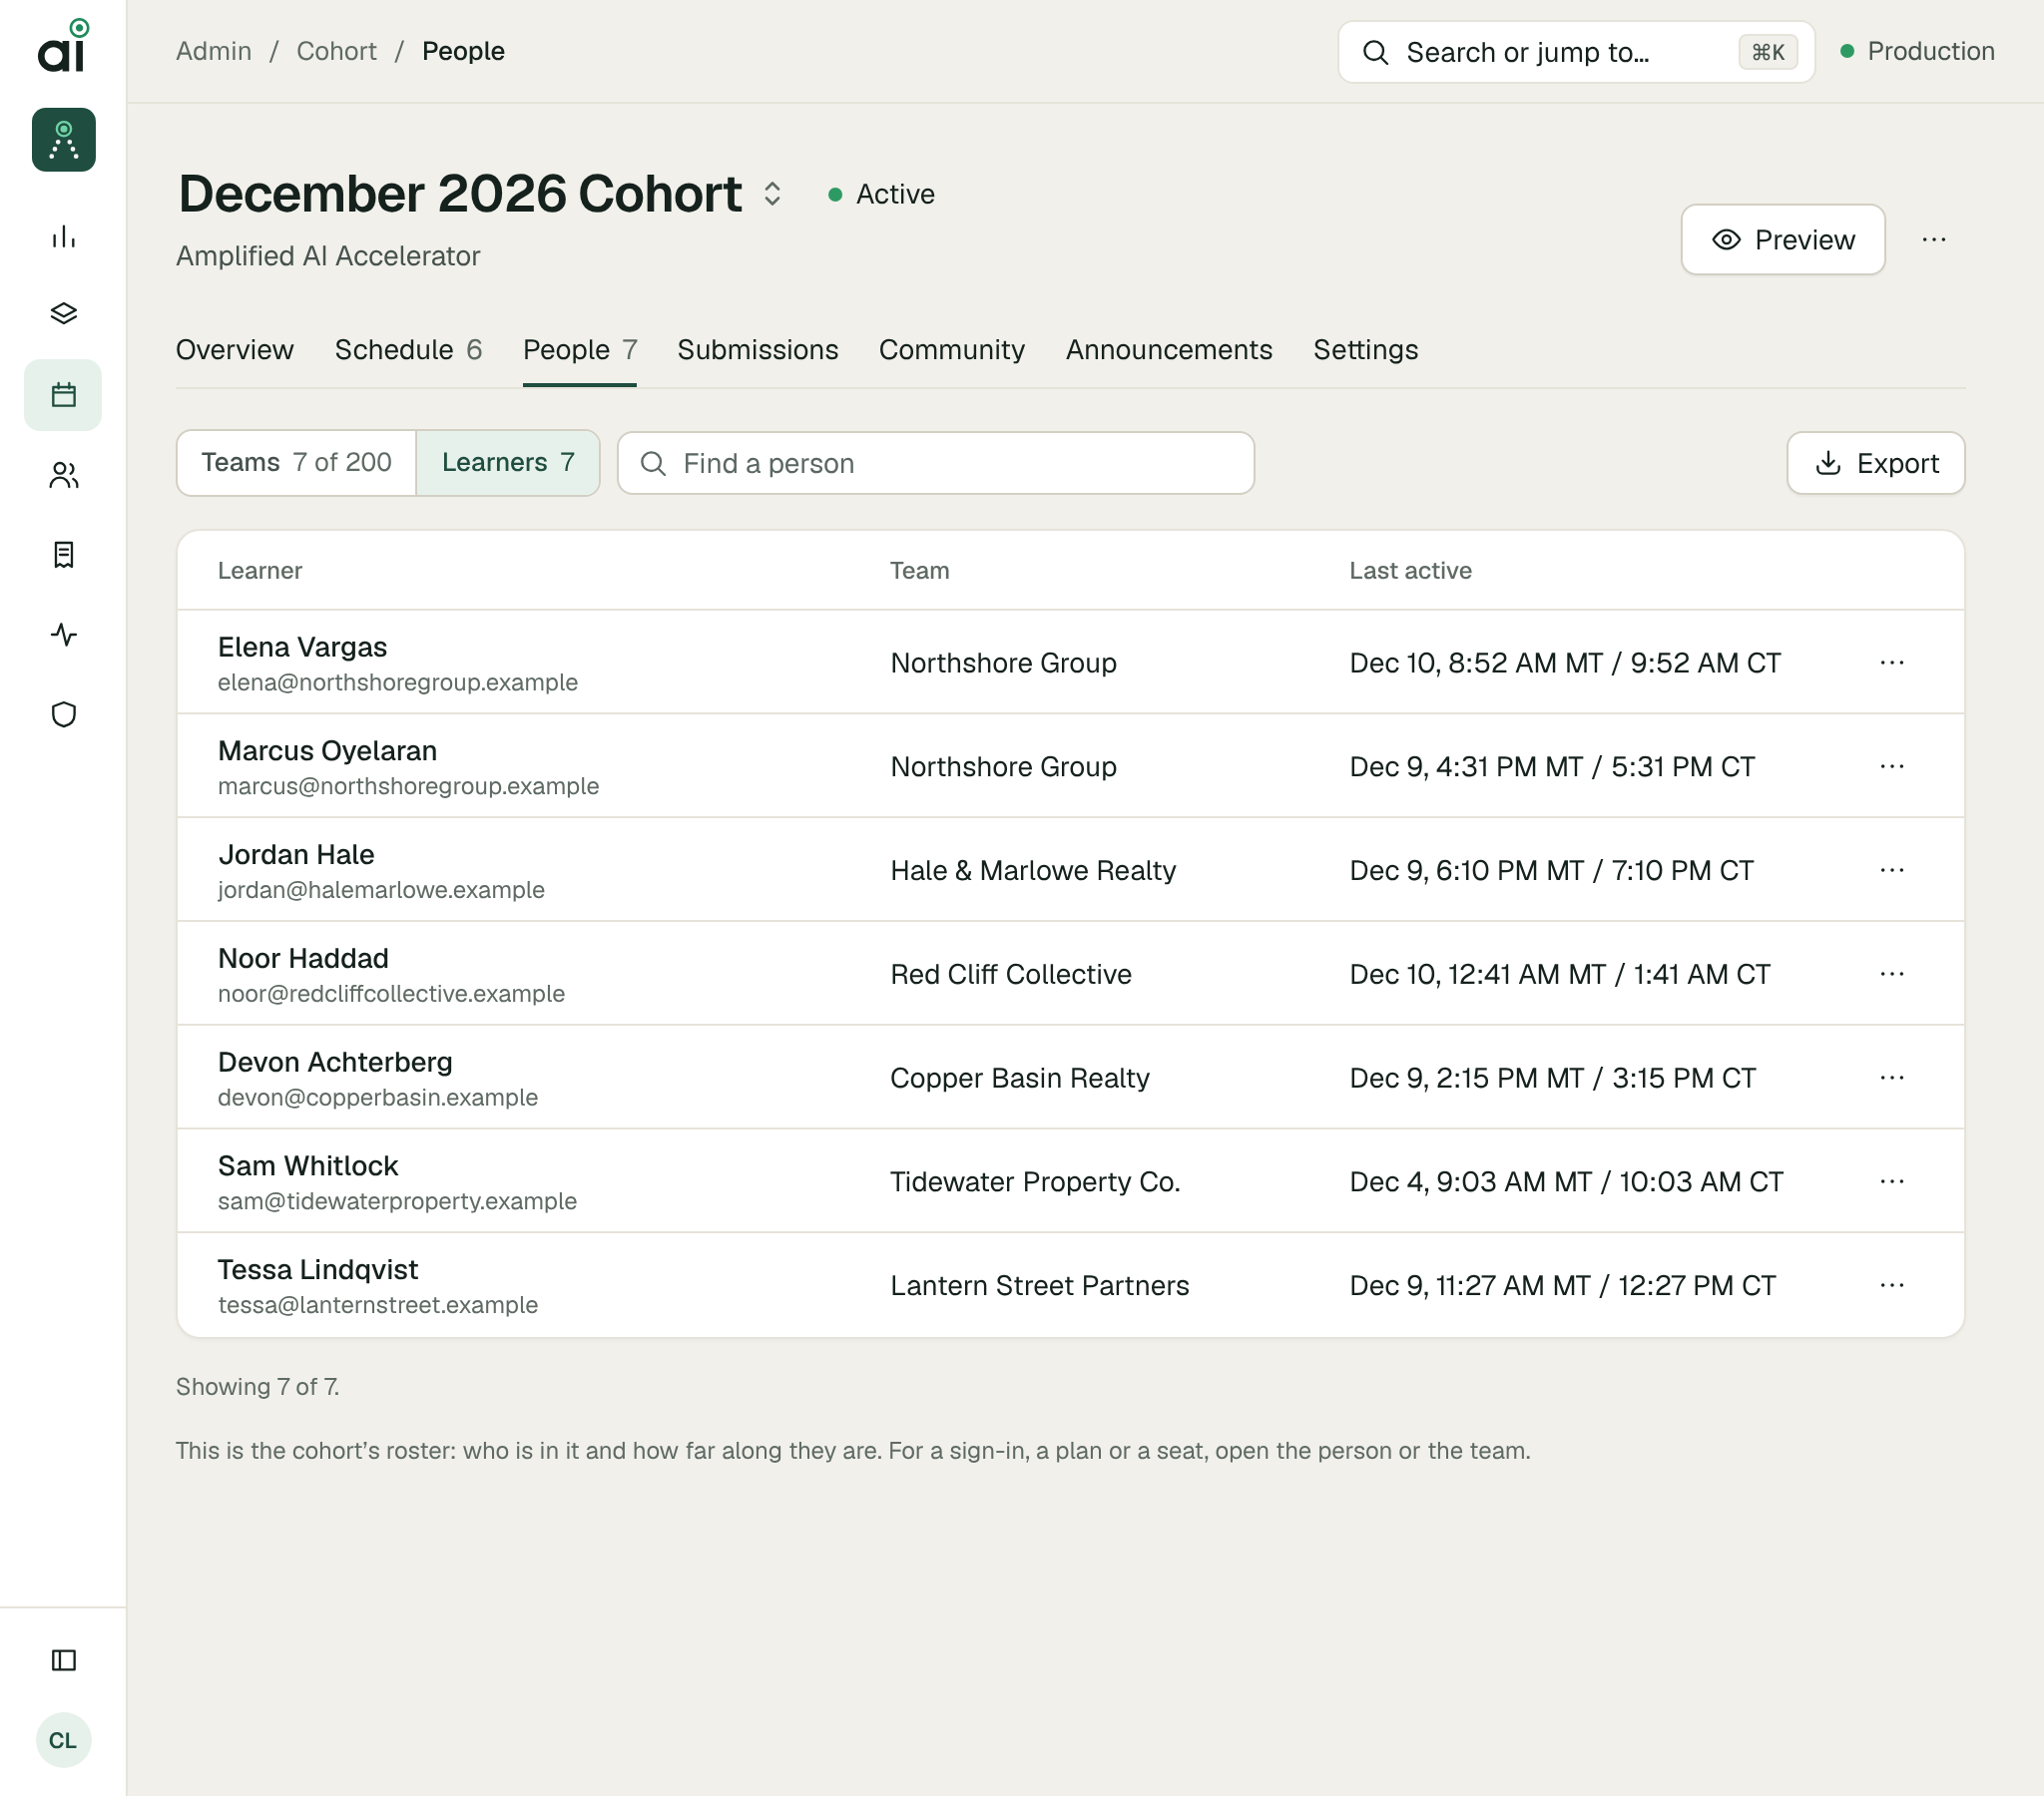 ai
Admin / Cohort / People
Search or jump to... ⌘K
Production
December 2026 Cohort
Active
Amplified AI Accelerator
Preview
Overview Schedule 6 People 7 Submissions Community Announcements Settings
Teams 7 of 200 Learners 7 Find a person Export
Learner Team Last active
Elena Vargas
elena@northshoregroup.example
Northshore Group
Dec 10, 8:52 AM MT / 9:52 AM CT
Marcus Oyelaran
marcus@northshoregroup.example
Northshore Group
Dec 9, 4:31 PM MT / 5:31 PM CT
Jordan Hale
jordan@halemarlowe.example
Hale & Marlowe Realty
Dec 9, 6:10 PM MT / 7:10 PM CT
Noor Haddad
noor@redcliffcollective.example
Red Cliff Collective
Dec 10, 12:41 AM MT / 1:41 AM CT
Devon Achterberg
devon@copperbasin.example
Copper Basin Realty
Dec 9, 2:15 PM MT / 3:15 PM CT
Sam Whitlock
sam@tidewaterproperty.example
Tidewater Property Co.
Dec 4, 9:03 AM MT / 10:03 AM CT
Tessa Lindqvist
tessa@lanternstreet.example
Lantern Street Partners
Dec 9, 11:27 AM MT / 12:27 PM CT
Showing 7 of 7.
This is the cohort’s roster: who is in it and how far along they are. For a sign-in, a plan or a seat, open the person or the team.
CL